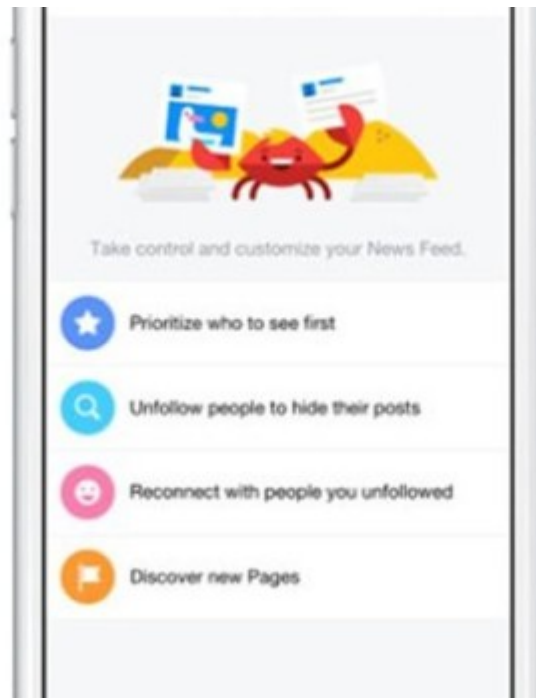 Take control and customize your News Feed.
Prioritize who to see first
Unfollow people to hide their posts
Reconnect with people you unfollowed
Discover new Pages